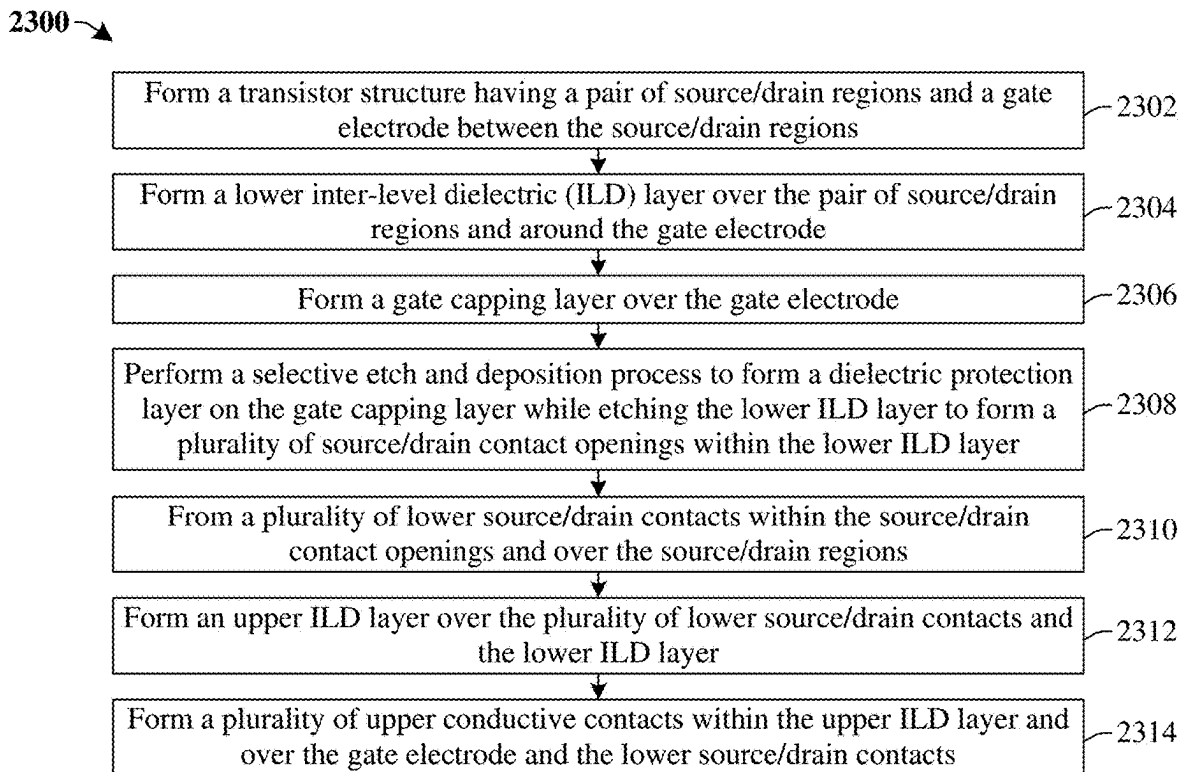 2300
Form a transistor structure having a pair of source/drain regions and a gate
electrode between the source/drain regions
2302
Form a lower inter-level dielectric (ILD) layer over the pair of source/drain
regions and around the gate electrode
2304
Form a gate capping layer over the gate electrode
2306
Perform a selective etch and deposition process to form a dielectric protection
layer on the gate capping layer while etching the lower ILD layer to form a
plurality of source/drain contact openings within the lower ILD layer
2308
From a plurality of lower source/drain contacts within the source/drain
contact openings and over the source/drain regions
2310
Form an upper ILD layer over the plurality of lower source/drain contacts and
the lower ILD layer
2312
Form a plurality of upper conductive contacts within the upper ILD layer and
over the gate electrode and the lower source/drain contacts
2314